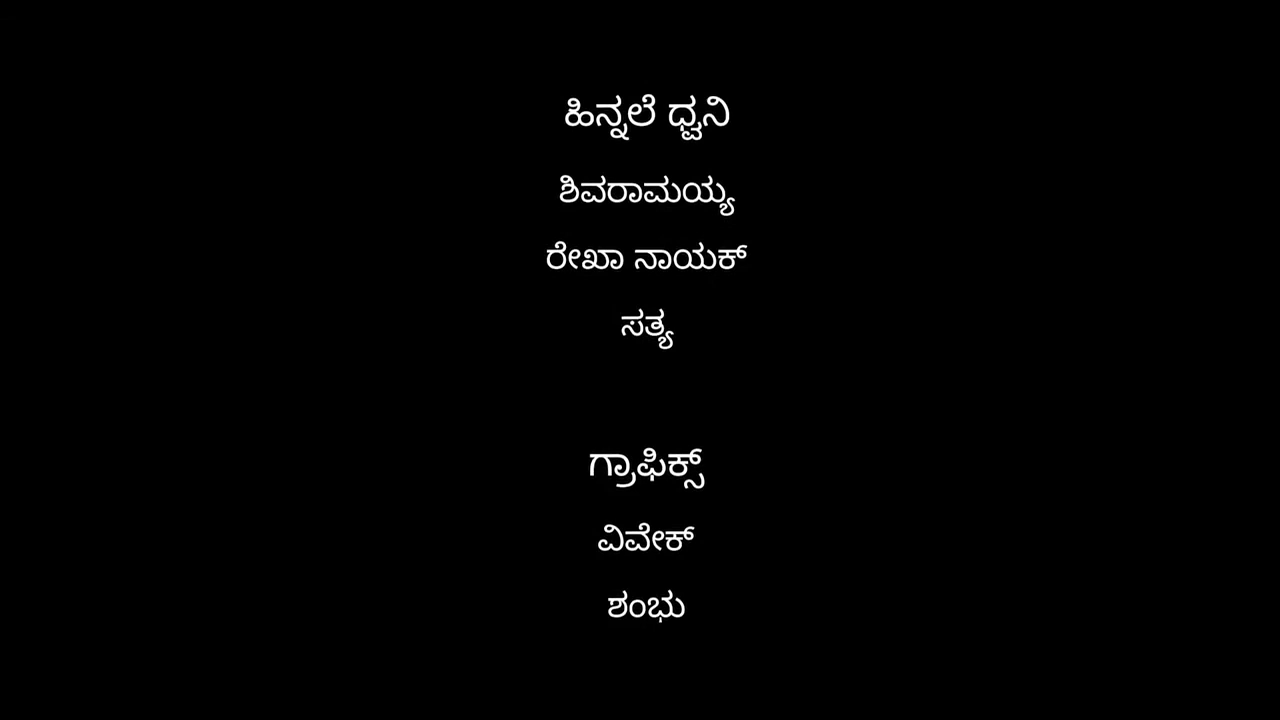 ಹಿನ್ನಲೆ ಧ್ವನಿ
ಶಿವರಾಮಯ್ಯ
ರೇಖಾ ನಾಯಕ್
ಸತ್ಯ
ಗ್ರಾಫಿಕ್ಸ್
ವಿವೇಕ್
ಶಂಭು